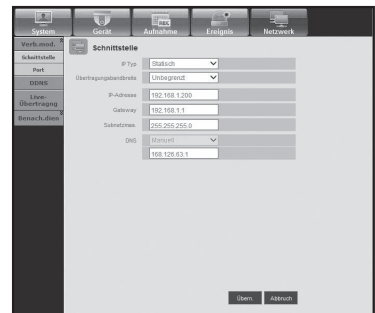 System Gerät Aufnahme Ereignis Netzwerk
Verb.mod.
Schnittstelle
Port
DDNS
Live-
Übertragng
Benach.dien
Schnittstelle
IP Typ Statisch
Übertragungsbandbreite Unbegrenzt
IP-Adresse 192.168.1.200
Gateway 192.168.1.1
Subnetzmas. 255.255.255.0
DNS Manuell
168.126.63.1
Übern. Abbruch